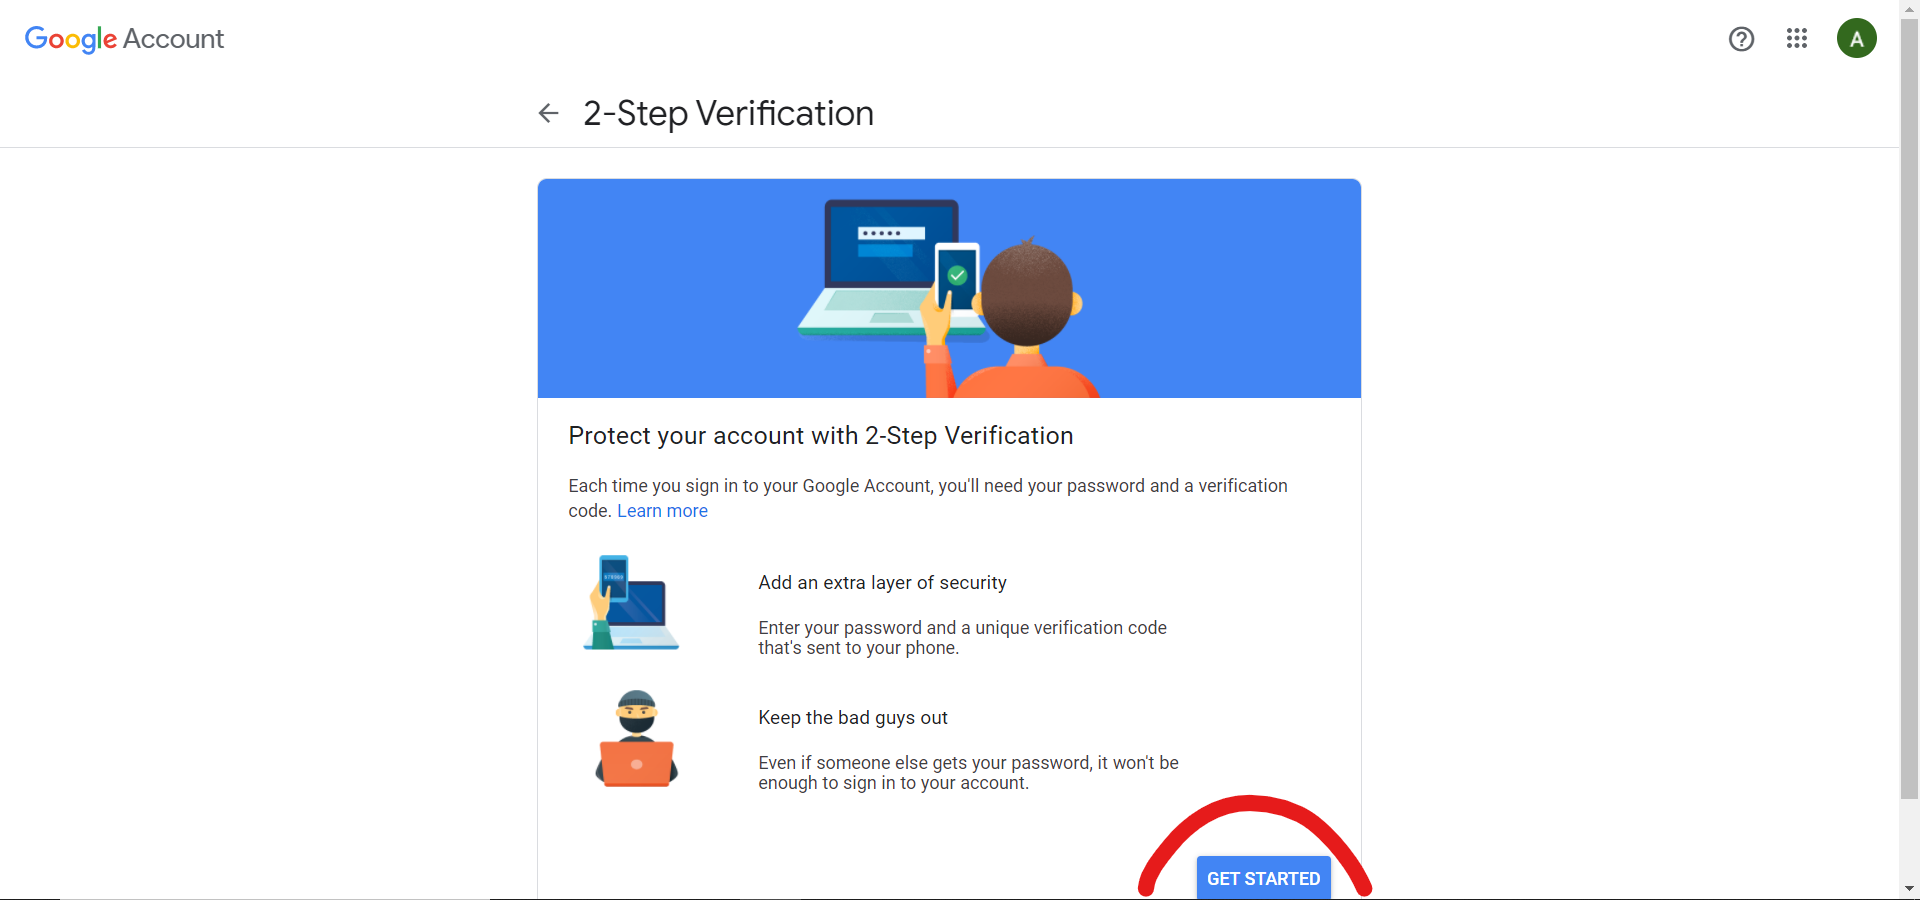 Google Account
A
2-Step Verification
Protect your account with 2-Step Verification
Each time you sign in to your Google Account, you'll need your password and a verification
code. Learn more
Add an extra layer of security
Enter your password and a unique verification code
that's sent to your phone.
Keep the bad guys out
Even if someone else gets your password, it won't be
enough to sign in to your account.
GET STARTED